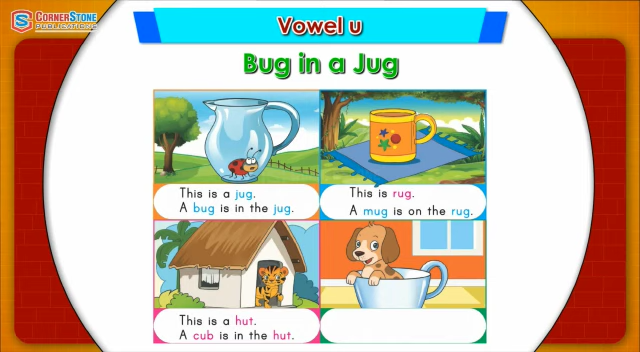 CORNERSTONE
PUBLICATIONS
Vowel u
Bug in a Jug
This is a jug.
A bug is in the jug.
This is rug.
A mug is on the rug.
This is a hut.
A cub is in the hut.